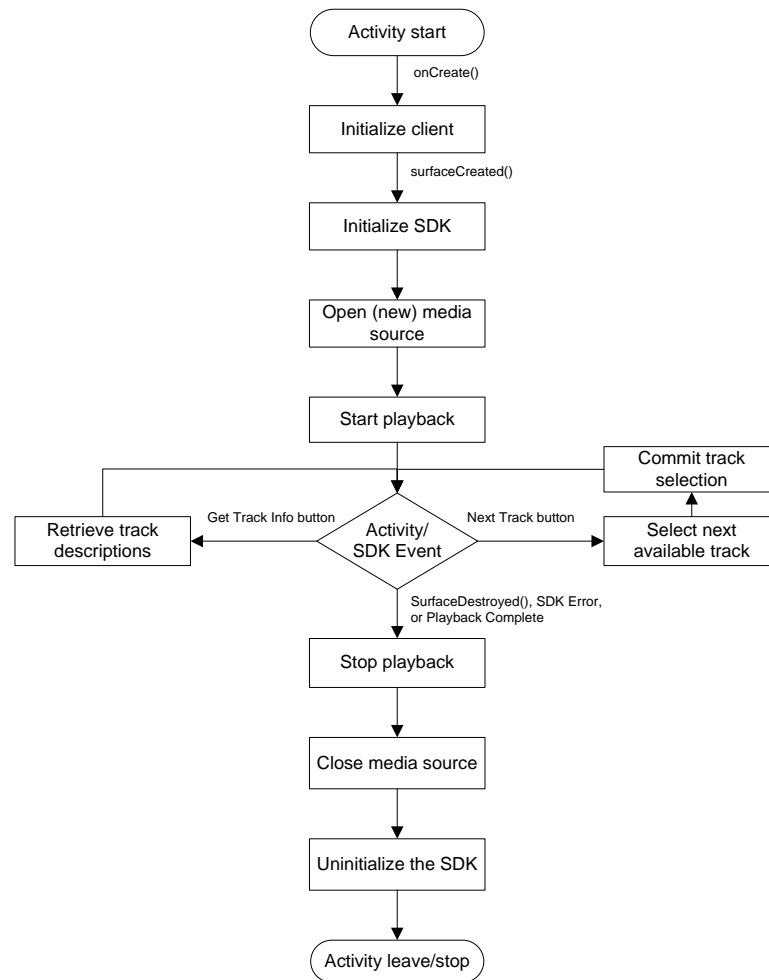 Activity start
onCreate()
Initialize client
surfaceCreated()
Initialize SDK
Open (new) media
source
Start playback
Commit track
selection
Get Track Info button
Next Track button
Retrieve track
descriptions
Activity/
SDK Event
Select next
available track
SurfaceDestroyed(), SDK Error,
or Playback Complete
Stop playback
Close media source
Uninitialize the SDK
Activity leave/stop